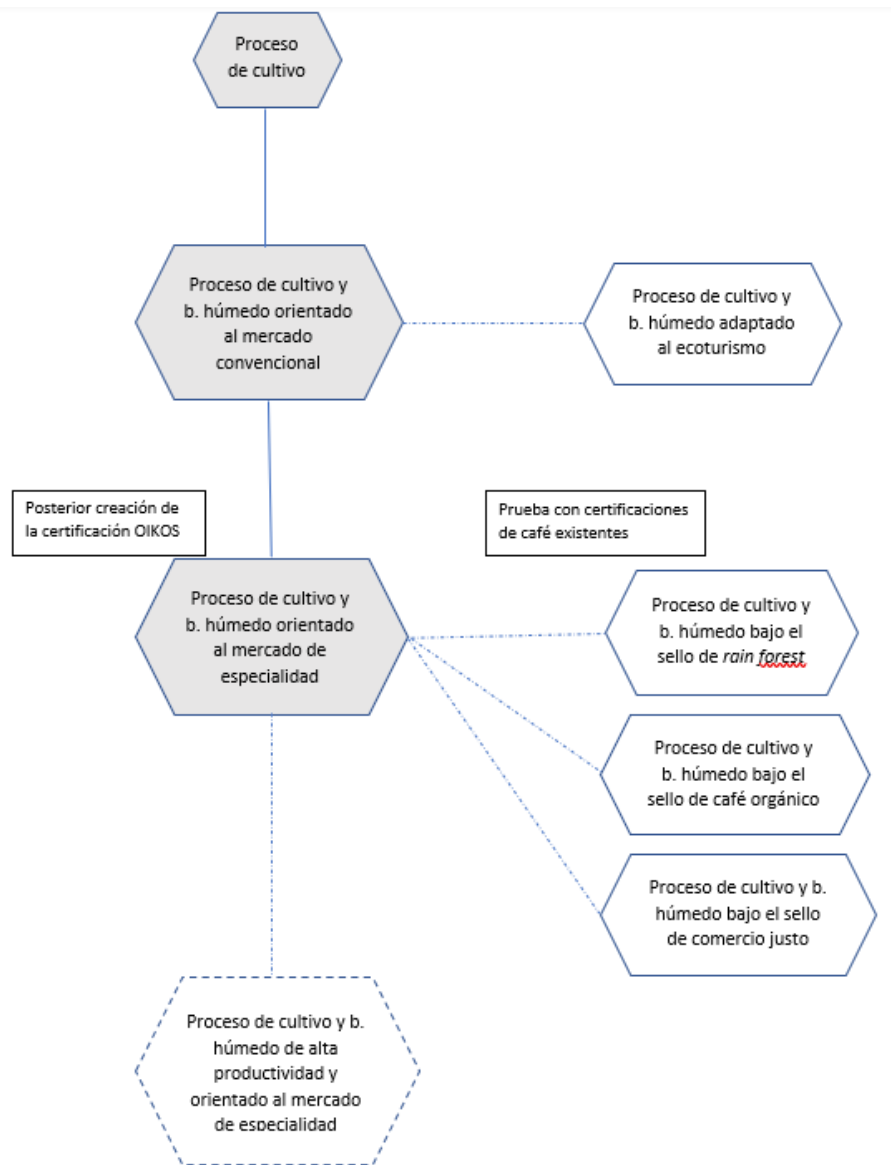 Proceso
de cultivo
Proceso de cultivo y
b. húmedo orientado
al mercado
convencional
Proceso de cultivo y
b. húmedo adaptado
al ecoturismo
Posterior creación de
la certificación OIKOS
Prueba con certificaciones
de café existentes
Proceso de cultivo y
b. húmedo orientado
al mercado de
especialidad
Proceso de cultivo y
b. húmedo bajo el
sello de rain forest
Proceso de cultivo y
b. húmedo bajo el
sello de café orgánico
Proceso de cultivo y b.
húmedo bajo el sello
de comercio justo
Proceso de cultivo y b.
húmedo de alta
productividad y
orientado al mercado
de especialidad